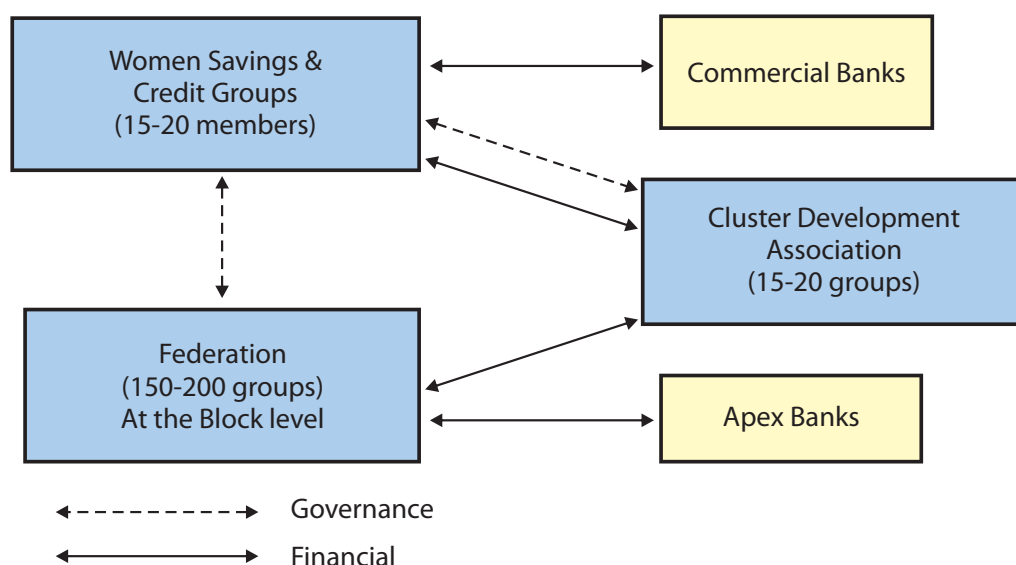 Women Savings &
Credit Groups
(15-20 members)
Commercial Banks
Cluster Development
Association
(15-20 groups)
Federation
(150-200 groups)
At the Block level
Apex Banks
Governance
Financial